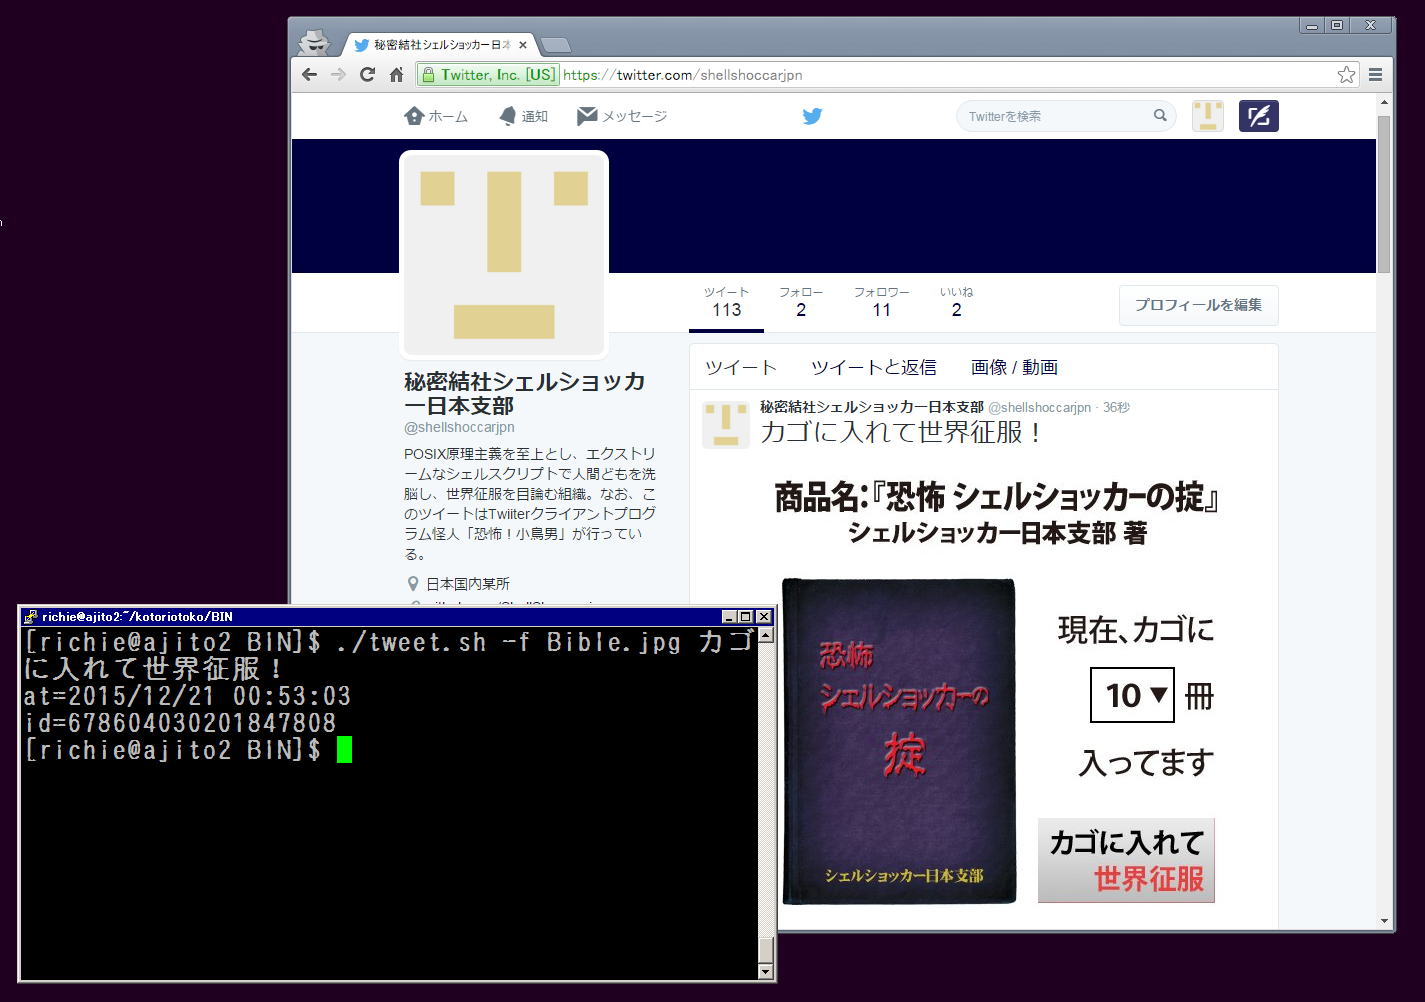 秘密結社シェルショッカー日本
Twitter, Inc. [US] https://twitter.com/shellshoccarjpn
ホーム 通知 メッセージ Twitterを検索
ツイート フォロー フォロワー いいね
113 2 11 2
プロフィールを編集
秘密結社シェルショッカ
ー日本支部
@shellshoccarjpn
POSIX原理主義を至上とし、エクストリ
ームなシェルスクリプトで人間どもを洗
脳し、世界征服を目論む組織。なお、こ
のツイートはTwiiterクライアントプログ
ラム怪人「恐怖！小鳥男」が行ってい
る。
日本国内某所
ツイート ツイートと返信 画像 / 動画
秘密結社シェルショッカー日本支部 @shellshoccarjpn · 36秒
カゴに入れて世界征服！
商品名：『恐怖 シェルショッカーの掟』
シェルショッカー日本支部 著
恐怖
シェルショッカーの
掟
シェルショッカー日本支部
現在、カゴに
10▼ 冊
入ってます
カゴに入れて
世界征服
richie@ajito2:~/kotoriotoko/BIN
[richie@ajito2 BIN]$ ./tweet.sh -f Bible.jpg カゴ
に入れて世界征服！
at=2015/12/21 00:53:03
id=678604030201847808
[richie@ajito2 BIN]$